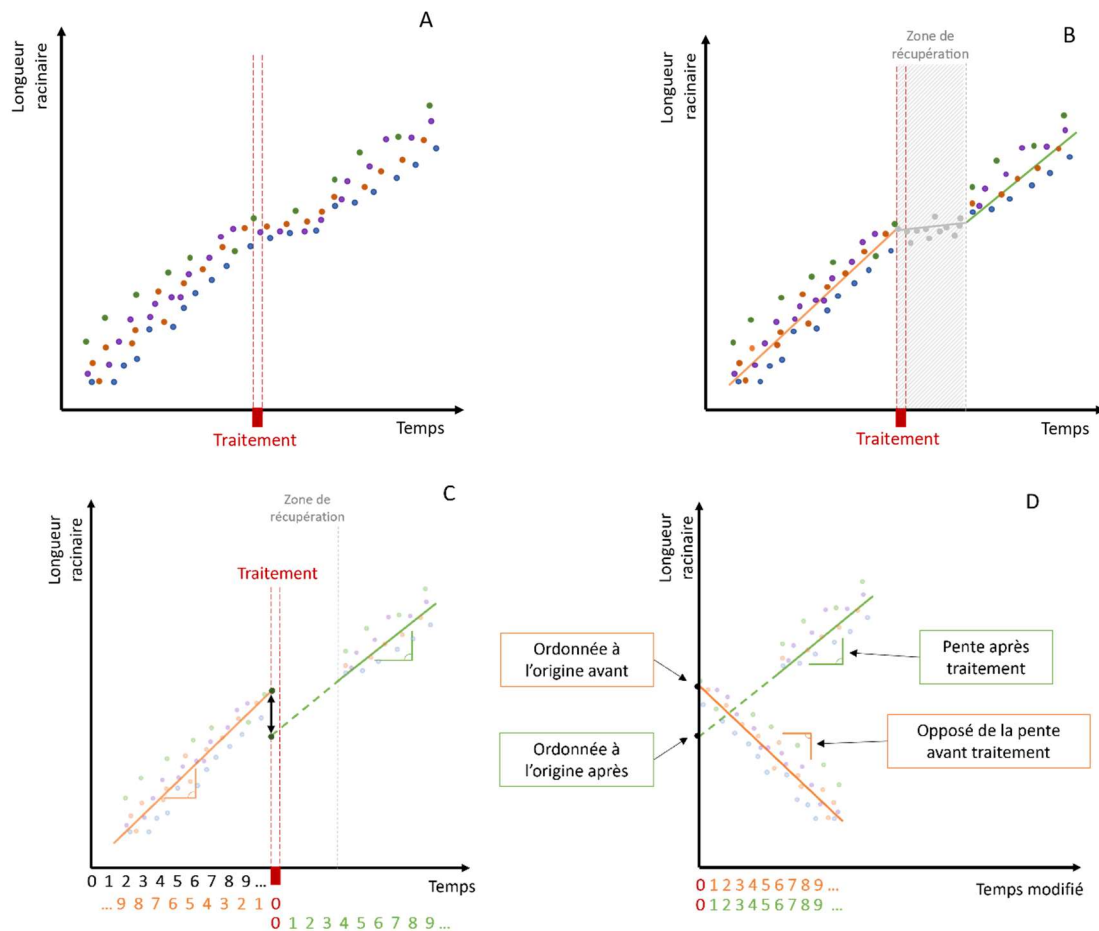 A
Longueur
racinaire
Traitement
Temps
B
Zone de
récupération
Longueur
racinaire
Traitement
Temps
C
Zone de
récupération
Longueur
racinaire
Traitement
0 1 2 3 4 5 6 7 8 9 ...
Temps
... 9 8 7 6 5 4 3 2 1 0
0 1 2 3 4 5 6 7 8 9 ...
D
Longueur
racinaire
Ordonnée à
l'origine avant
Pente après
traitement
Ordonnée à
l'origine après
Opposé de la pente
avant traitement
0 1 2 3 4 5 6 7 8 9 ...
Temps modifié
0 1 2 3 4 5 6 7 8 9 ...